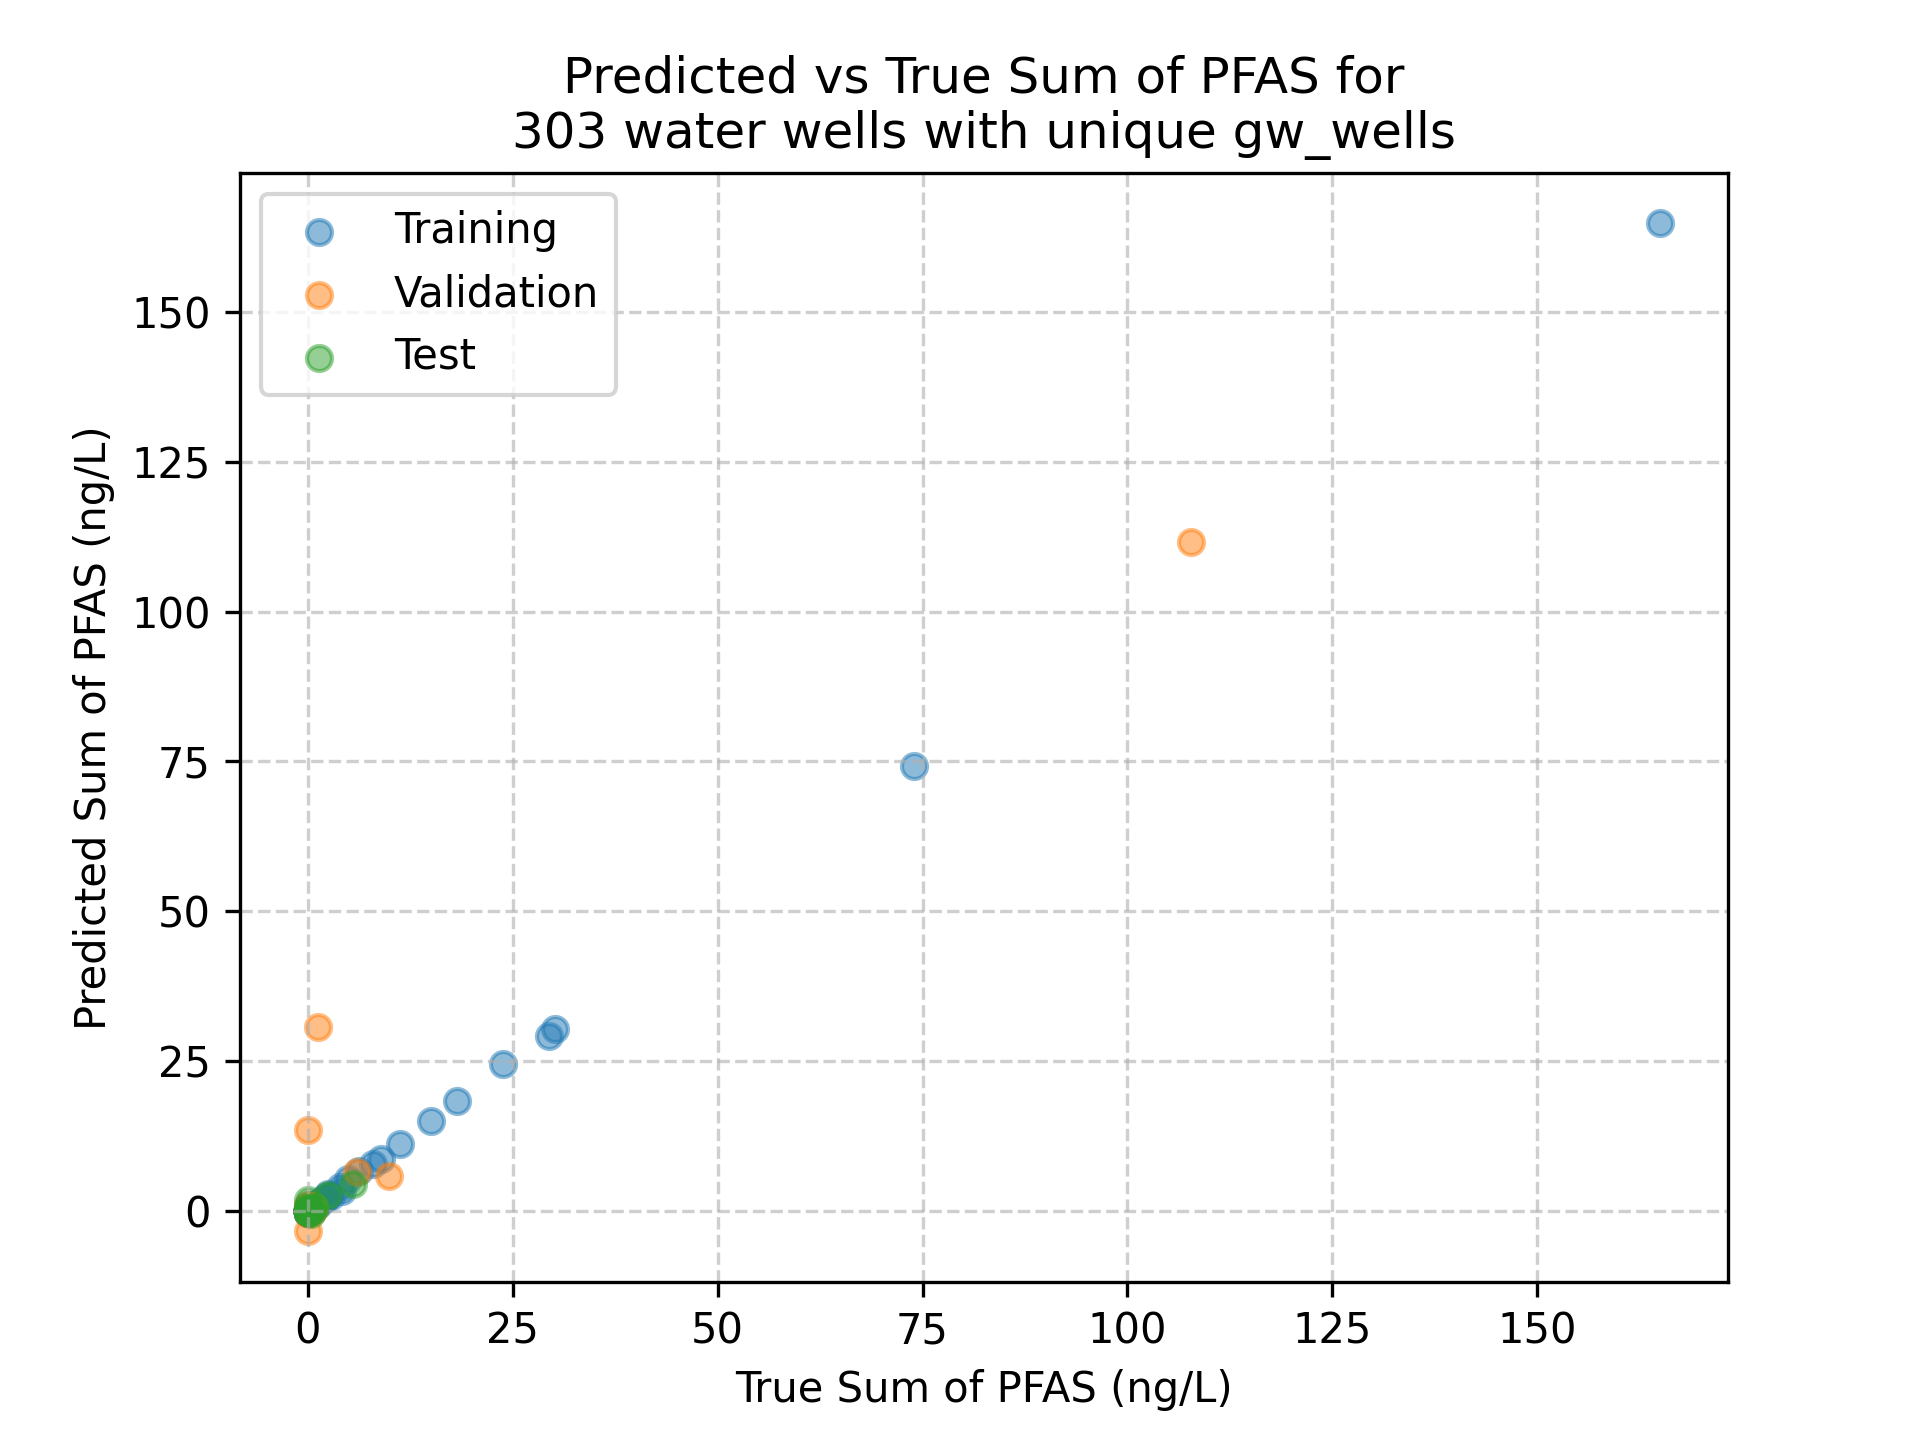 Predicted vs True Sum of PFAS for
303 water wells with unique gw_wells
Training
Validation
Test
Predicted Sum of PFAS (ng/L)
150
125
100
75
50
25
0
0
25
50
75
100
125
150
True Sum of PFAS (ng/L)